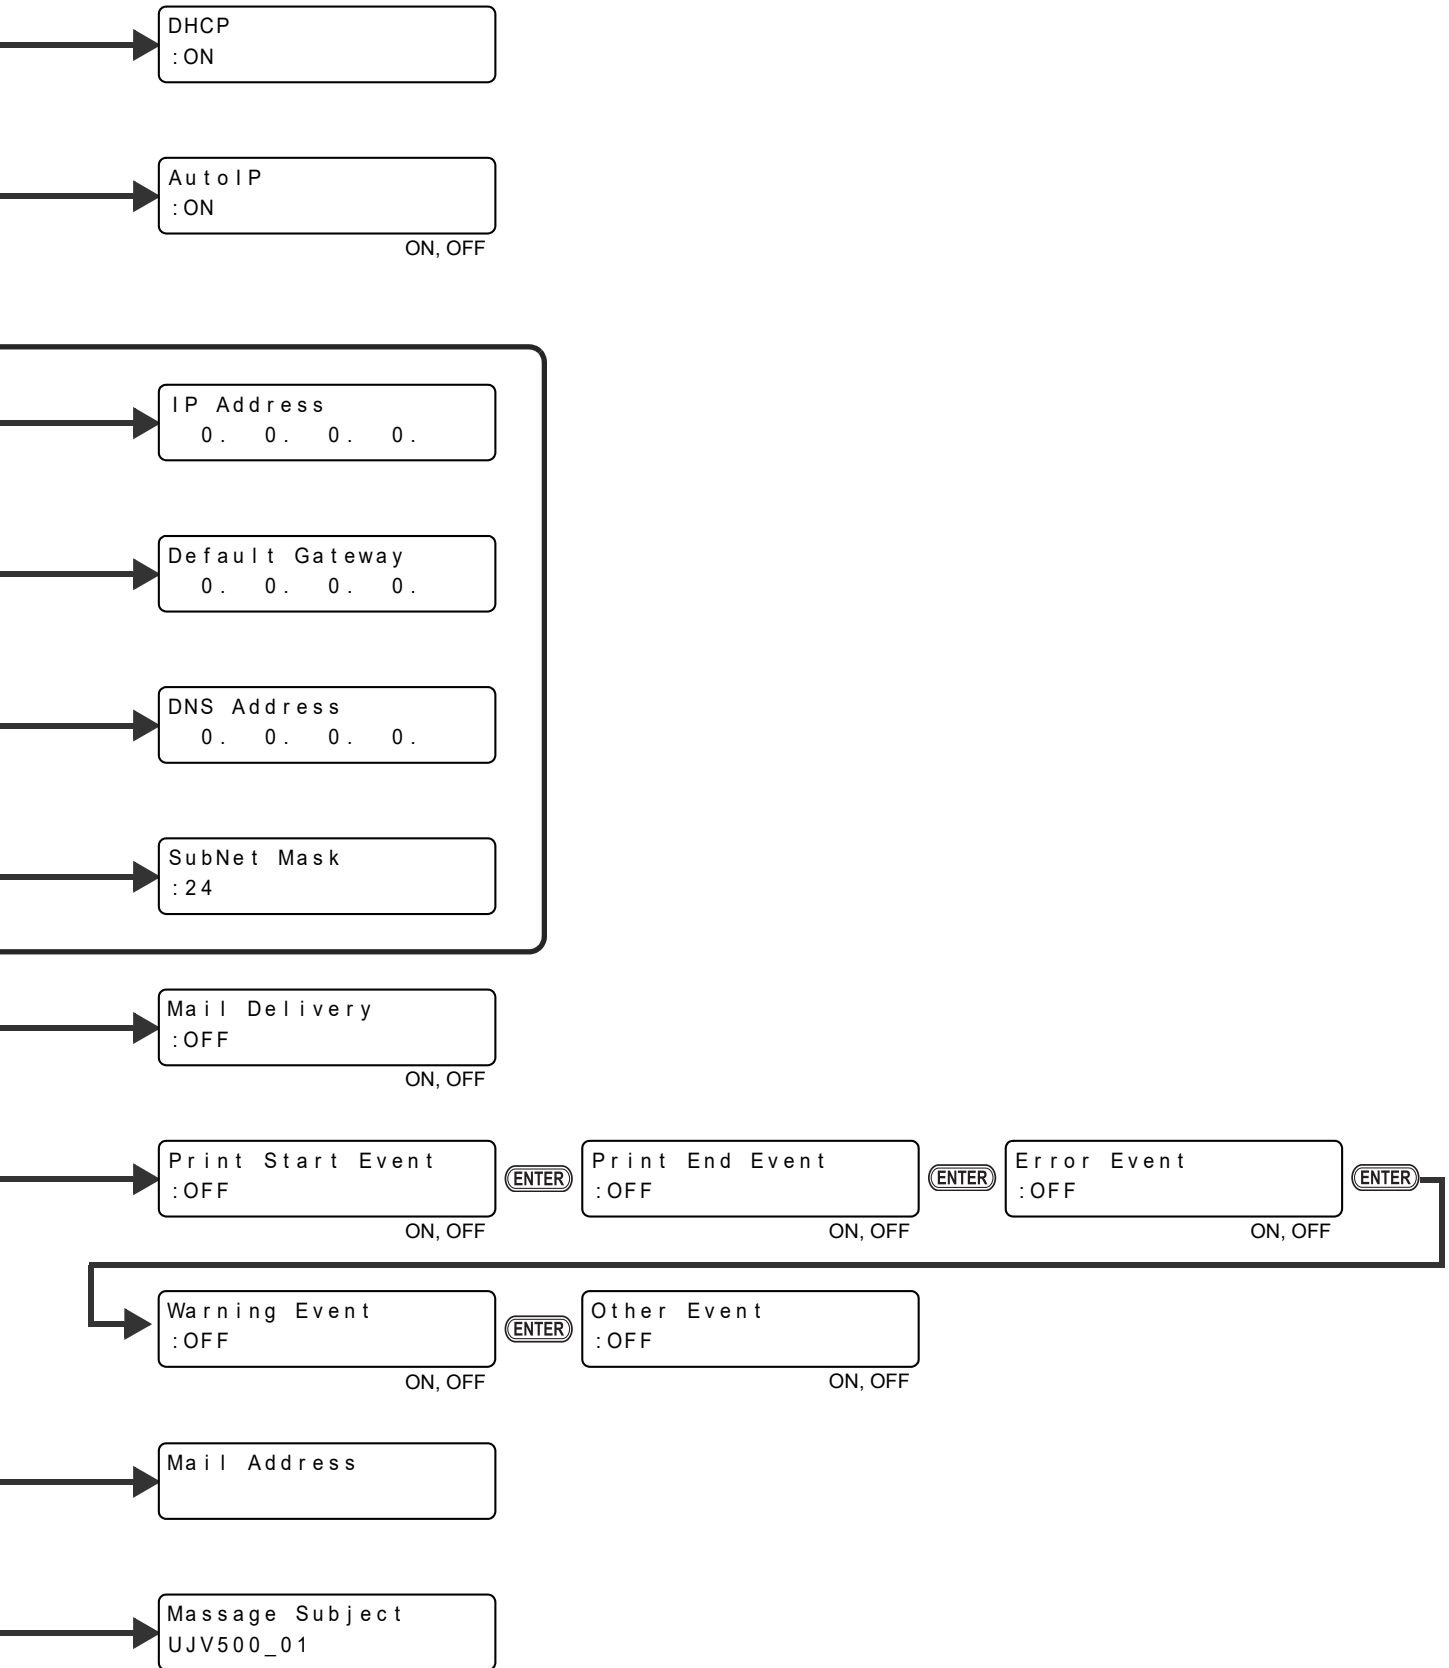 DHCP
:ON
AutoIP
:ON
ON, OFF
IP Address
0. 0. 0. 0.
Default Gateway
0. 0. 0. 0.
DNS Address
0. 0. 0. 0.
SubNet Mask
:24
Mail Delivery
:OFF
ON, OFF
Print Start Event
:OFF
ON, OFF
ENTER
Print End Event
:OFF
ON, OFF
ENTER
Error Event
:OFF
ON, OFF
ENTER
Warning Event
:OFF
ON, OFF
ENTER
Other Event
:OFF
ON, OFF
Mail Address
Massage Subject
UJV500_01